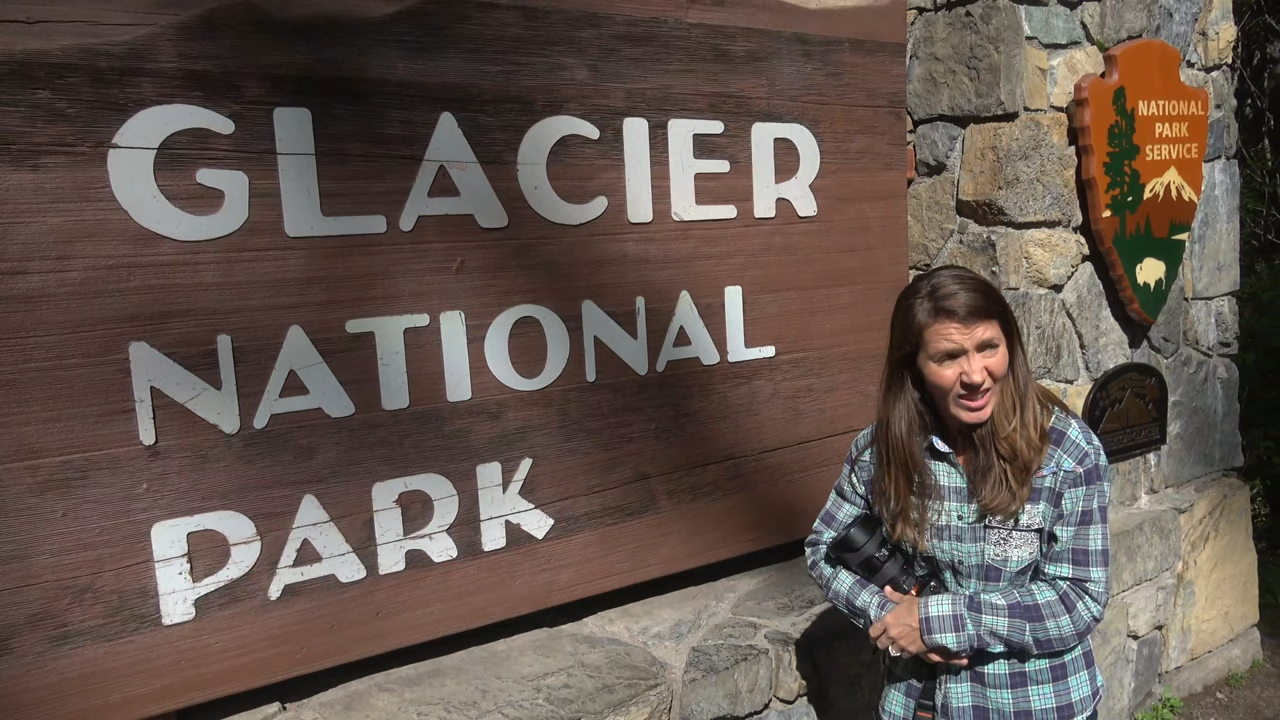 GLACIER
NATIONAL
PARK
NATIONAL
PARK
SERVICE